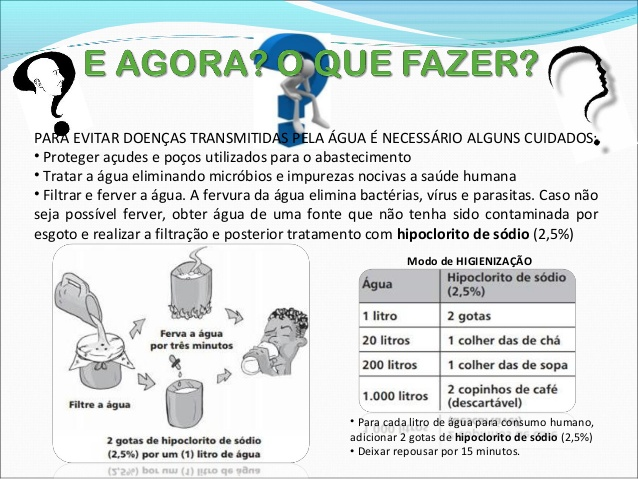 E AGORA? O QUE FAZER?
PARA EVITAR DOENÇAS TRANSMITIDAS PELA ÁGUA É NECESSÁRIO ALGUNS CUIDADOS:
• Proteger açudes e poços utilizados para o abastecimento
• Tratar a água eliminando micróbios e impurezas nocivas a saúde humana
• Filtrar e ferver a água. A fervura da água elimina bactérias, vírus e parasitas. Caso não
seja possível ferver, obter água de uma fonte que não tenha sido contaminada por
esgoto e realizar a filtração e posterior tratamento com hipoclorito de sódio (2,5%)
Ferva a água
por três minutos
Filtre a água
2 gotas de hipoclorito de sódio
(2,5%) por um (1) litro de água
Modo de HIGIENIZAÇÃO
Água Hipoclorito de sódio
(2,5%)
1 litro 2 gotas
20 litros 1 colher das de chá
200 litros 1 colher das de sopa
1.000 litros 2 copinhos de café
(descartável)
• Para cada litro de água para consumo humano,
adicionar 2 gotas de hipoclorito de sódio (2,5%)
• Deixar repousar por 15 minutos.